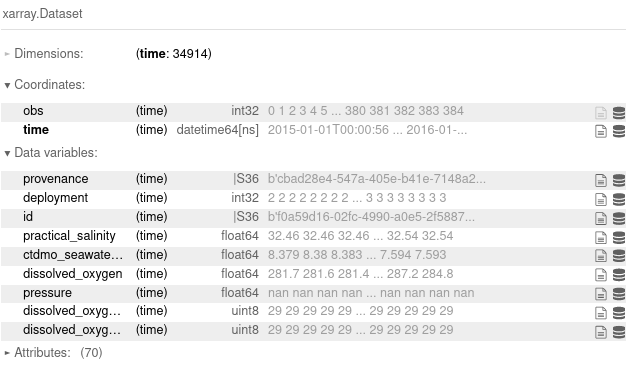 xarray.Dataset
► Dimensions: (time: 34914)
▼ Coordinates:
obs (time) int32 0 1 2 3 4 5 ... 380 381 382 383 384
time (time) datetime64[ns] 2015-01-01T00:00:56 ... 2016-01-...
▼ Data variables:
provenance (time) |S36 b'cbad28e4-547a-405e-b41e-7148a2...
deployment (time) int32 2 2 2 2 2 2 2 2 ... 3 3 3 3 3 3 3 3
id (time) |S36 b'f0a59d16-02fc-4990-a0e5-2f5887...
practical_salinity (time) float64 32.46 32.46 32.46 ... 32.54 32.54
ctdmo_seawate... (time) float64 8.379 8.38 8.383 ... 7.594 7.593
dissolved_oxygen (time) float64 281.7 281.6 281.4 ... 287.2 284.8
pressure (time) float64 nan nan nan nan ... nan nan nan nan
dissolved_oxyg... (time) uint8 29 29 29 29 29 ... 29 29 29 29 29
dissolved_oxyg... (time) uint8 29 29 29 29 29 ... 29 29 29 29 29
► Attributes: (70)